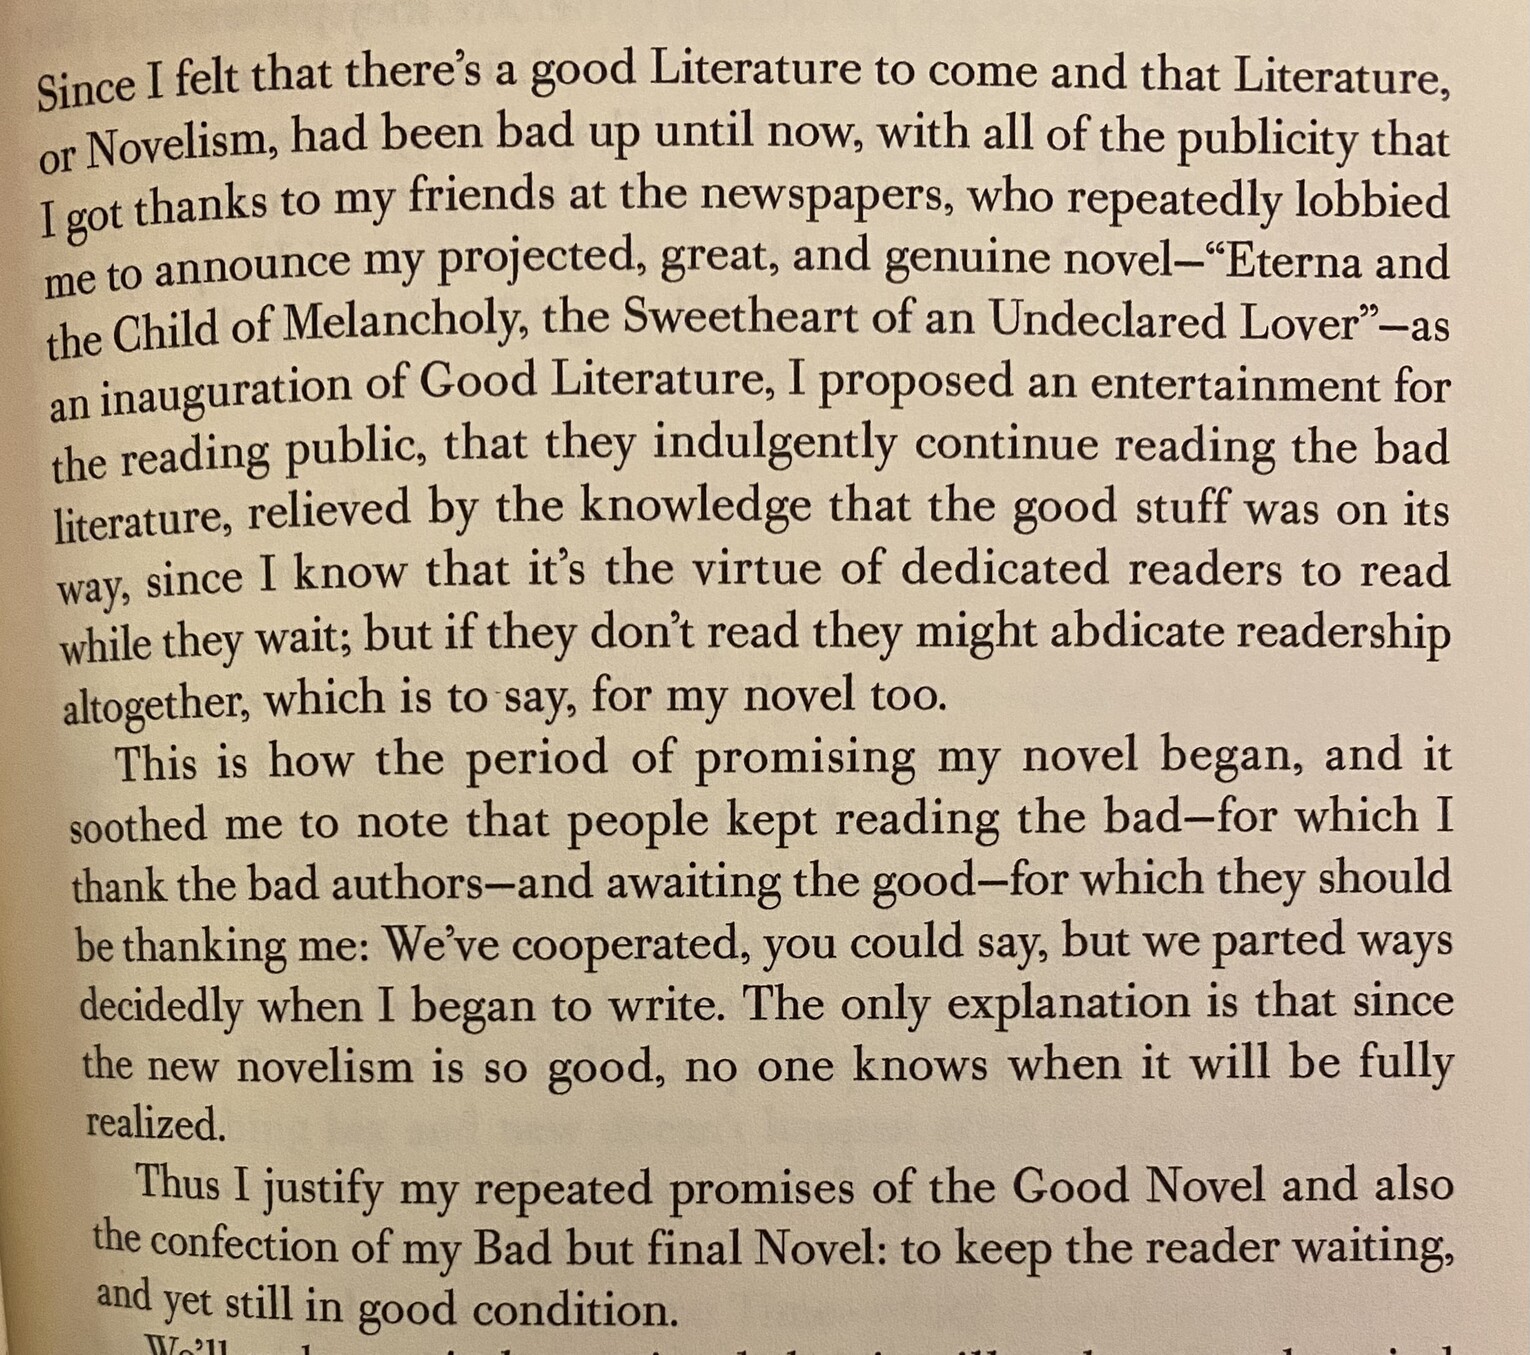 Since I felt that there’s a good Literature to come and that Literature,
or Novelism, had been bad up until now, with all of the publicity that
I got thanks to my friends at the newspapers, who repeatedly lobbied
me to announce my projected, great, and genuine novel—“Eterna and
the Child of Melancholy, the Sweetheart of an Undeclared Lover”—as
an inauguration of Good Literature, I proposed an entertainment for
the reading public, that they indulgently continue reading the bad
literature, relieved by the knowledge that the good stuff was on its
way, since I know that it’s the virtue of dedicated readers to read
while they wait; but if they don’t read they might abdicate readership
altogether, which is to say, for my novel too.
This is how the period of promising my novel began, and it
soothed me to note that people kept reading the bad—for which I
thank the bad authors—and awaiting the good—for which they should
be thanking me: We’ve cooperated, you could say, but we parted ways
decidedly when I began to write. The only explanation is that since
the new novelism is so good, no one knows when it will be fully
realized.
Thus I justify my repeated promises of the Good Novel and also
the confection of my Bad but final Novel: to keep the reader waiting,
and yet still in good condition.
We’ll